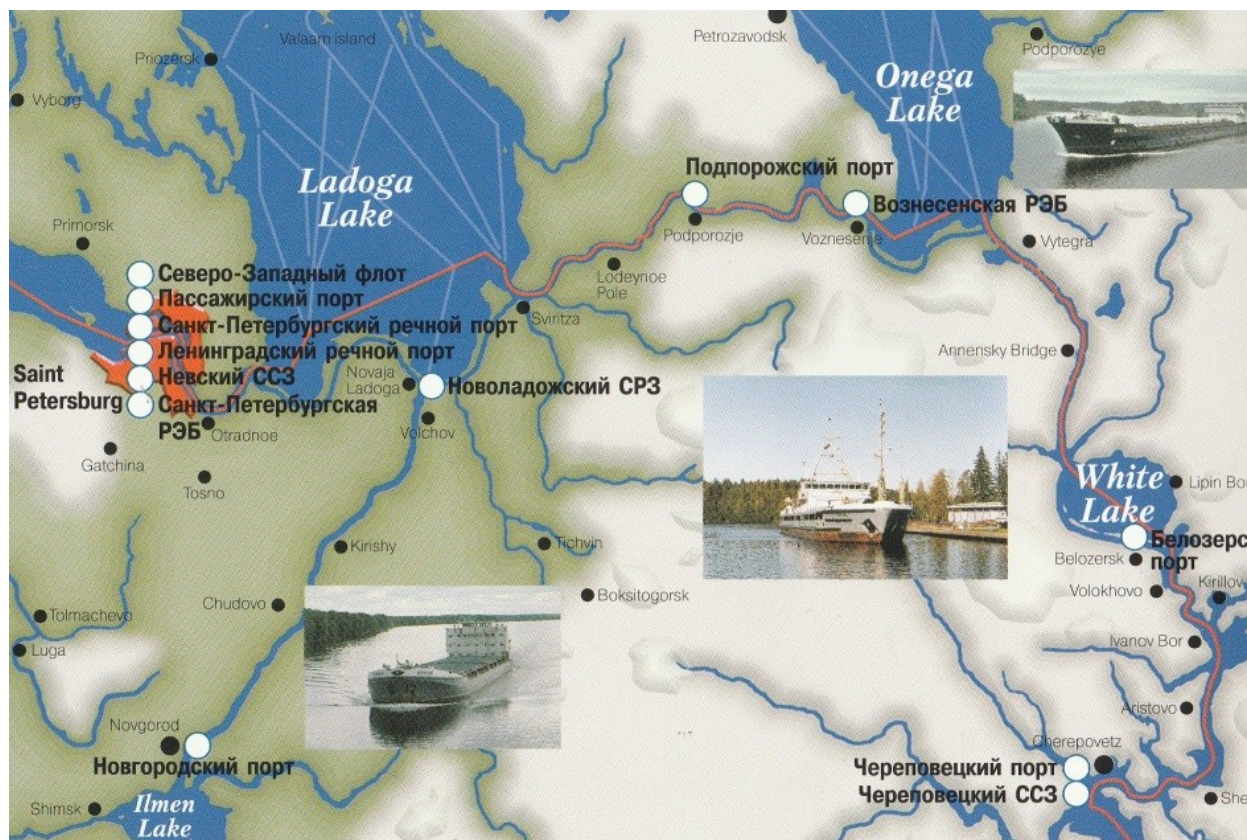 Valaam island
Petrozavodsk
Podporozye
Priozersk
Onega
Lake
Vyborg
Ladoga
Lake
Подпорожский порт
Вознесенская РЭБ
Primorsk
Podporozje
Voznesenje
Vytegra
Северо-Западный флот
Lodeynoe
Pole
Пассажирский порт
Sviritza
Санкт-Петербургский речной порт
Ленинградский речной порт
Annensky Bridge
Saint
Petersburg
Невский ССЗ
Novaja
Ladoga
Новоладожский СРЗ
Санкт-Петербургская
РЭБ
Otradnoe
Volchov
Gatchina
Tosno
White
Lake
Lipin Bor
Kirishy
Tichvin
Белозерс
порт
Belozersk
Volokhovo
Kirillov
Chudovo
Boksitogorsk
Tolmachevo
Luga
Ivanov Bor
Aristovo
Novgorod
Новгородский порт
Cherepovetz
Череповецкий порт
Череповецкий ССЗ
Shimsk
Ilmen
Lake
She